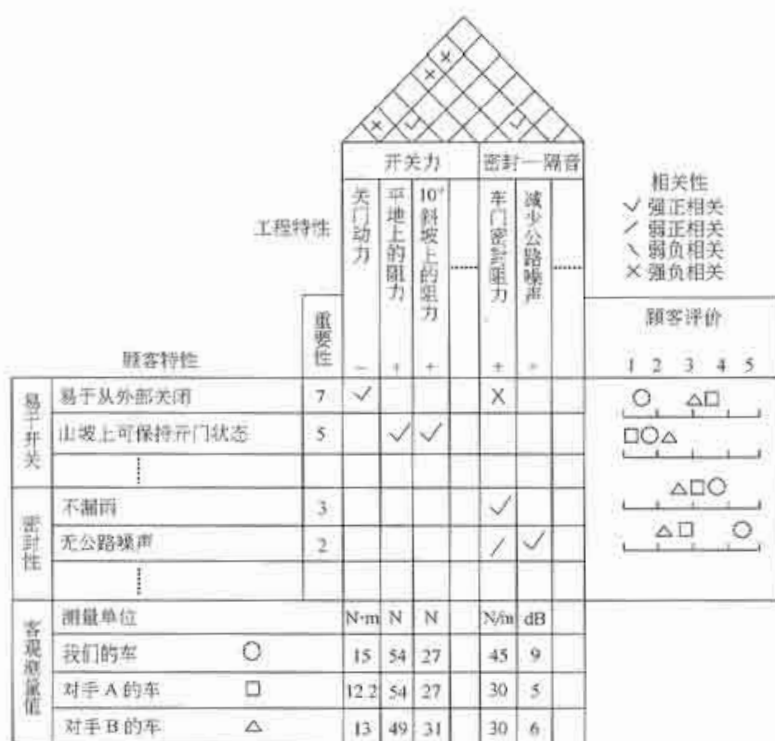 开关力 密封—隔音
工程特性
关门动力
平地上的阻力
10°斜坡上的阻力
车门密封阻力
减少公路噪声
− + + + +
相关性
✓ 强正相关
/ 弱正相关
\ 弱负相关
× 强负相关
顾客特性 重要性 顾客评价
1 2 3 4 5
易于开关
易于从外部关闭 7 ✓ X
山坡上可保持开门状态 5 ✓ ✓
密封性
不漏雨 3 ✓
无公路噪声 2 / ✓
客观测量值
测量单位 N·m N N N/m dB
我们的车 ○ 15 54 27 45 9
对手 A 的车 □ 12.2 54 27 30 5
对手 B 的车 △ 13 49 31 30 6